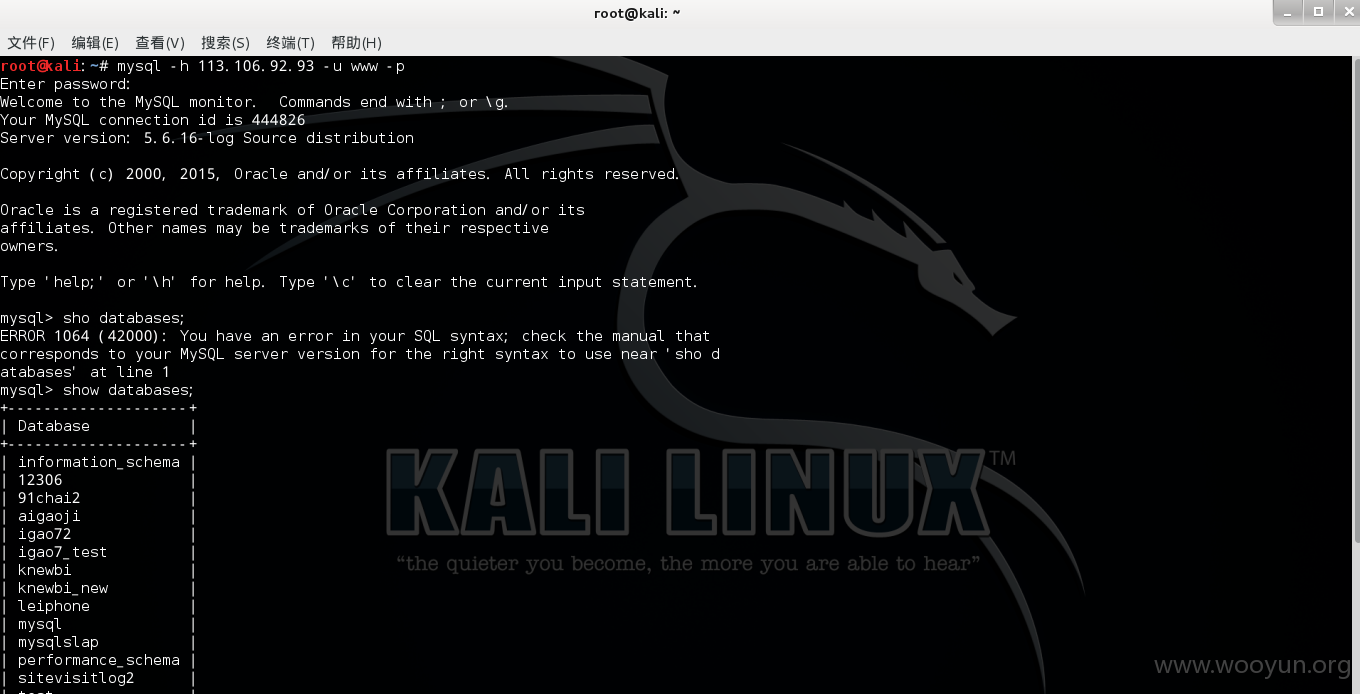 root@kali: ~
文件(F) 编辑(E) 查看(V) 搜索(S) 终端(T) 帮助(H)
root@kali:~# mysql -h 113.106.92.93 -u www -p
Enter password:
Welcome to the MySQL monitor.  Commands end with ; or \g.
Your MySQL connection id is 444826
Server version: 5.6.16-log Source distribution
Copyright (c) 2000, 2015, Oracle and/or its affiliates. All rights reserved.
Oracle is a registered trademark of Oracle Corporation and/or its
affiliates. Other names may be trademarks of their respective
owners.
Type 'help;' or '\h' for help. Type '\c' to clear the current input statement.
mysql> sho databases;
ERROR 1064 (42000): You have an error in your SQL syntax; check the manual that
corresponds to your MySQL server version for the right syntax to use near 'sho d
atabases' at line 1
mysql> show databases;
+--------------------+
| Database           |
+--------------------+
| information_schema |
| 12306              |
| 91chai2            |
| aigaoji            |
| igao72             |
| igao7_test         |
| knewbi             |
| knewbi_new         |
| leiphone           |
| mysql              |
| mysqlslap          |
| performance_schema |
| sitevisitlog2      |
KALI LINUX™
“the quieter you become, the more you are able to hear”
www.wooyun.org